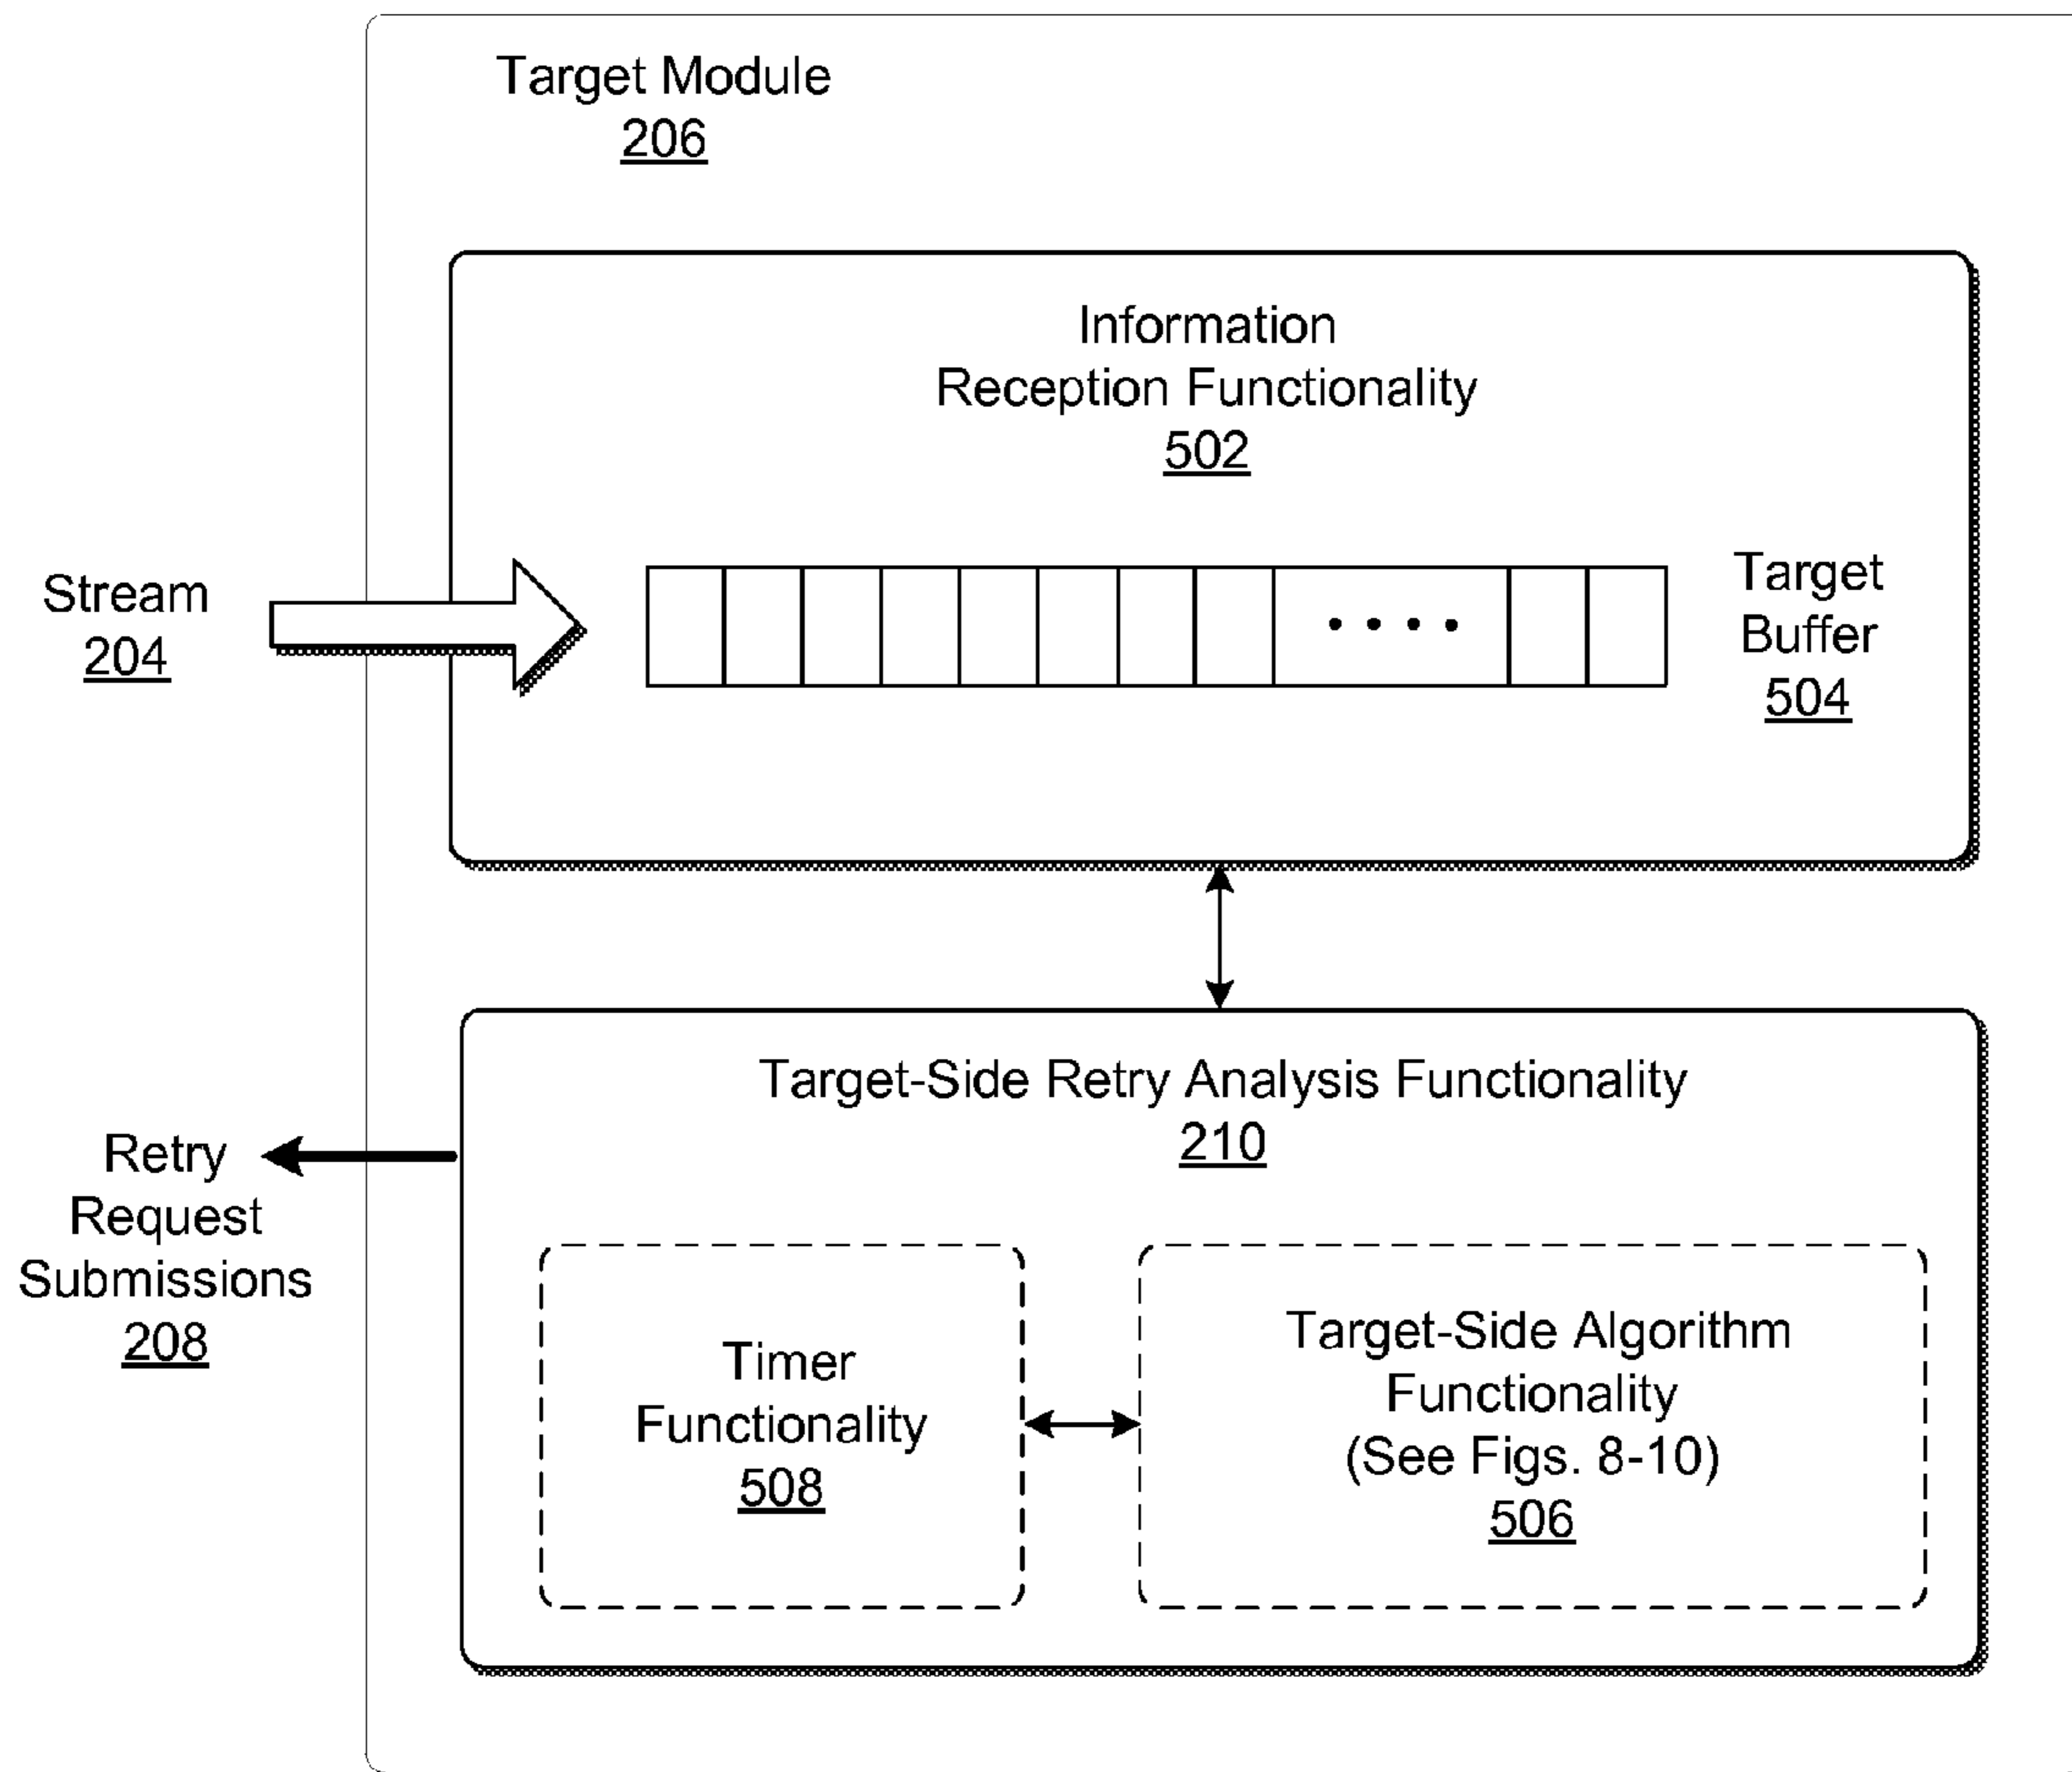 Target Module
206
Information
Reception Functionality
502
Stream
204
Target
Buffer
504
Target-Side Retry Analysis Functionality
210
Retry
Request
Submissions
208
Timer
Functionality
508
Target-Side Algorithm
Functionality
(See Figs. 8-10)
506